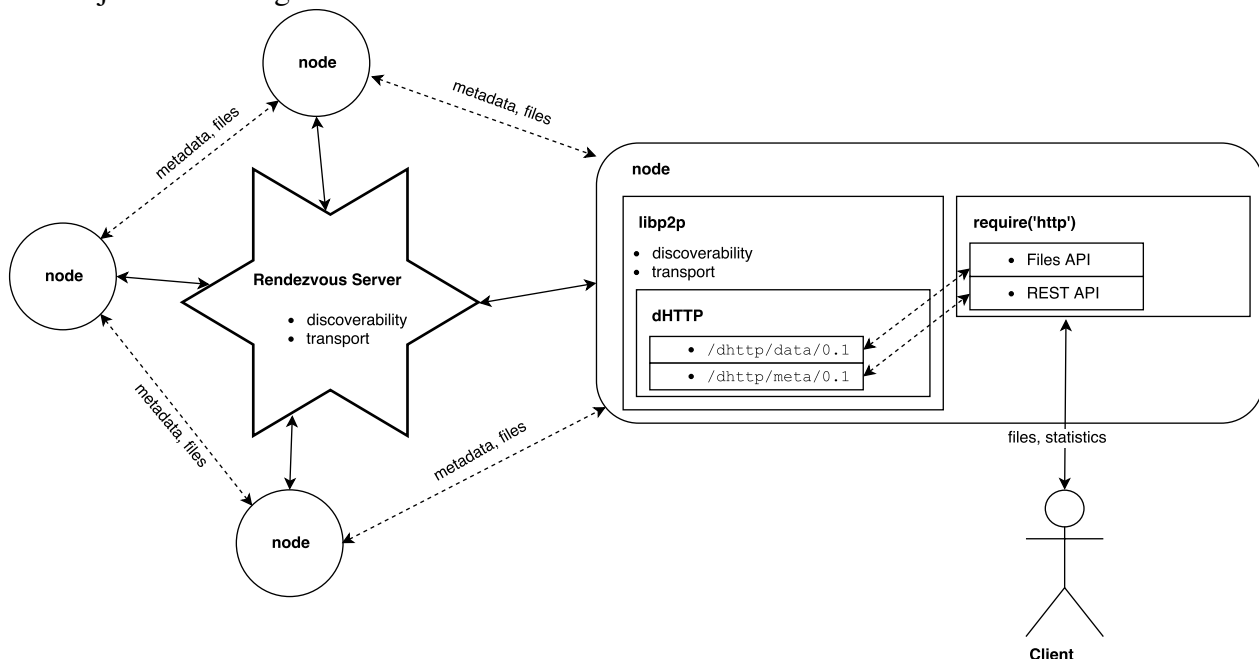 node
metadata, files
metadata, files
node
libp2p
require('http')
• discoverability
• transport
• Files API
• REST API
node
Rendezvous Server
• discoverability
• transport
dHTTP
• /dhttp/data/0.1
• /dhttp/meta/0.1
metadata, files
metadata, files
files, statistics
node
Client